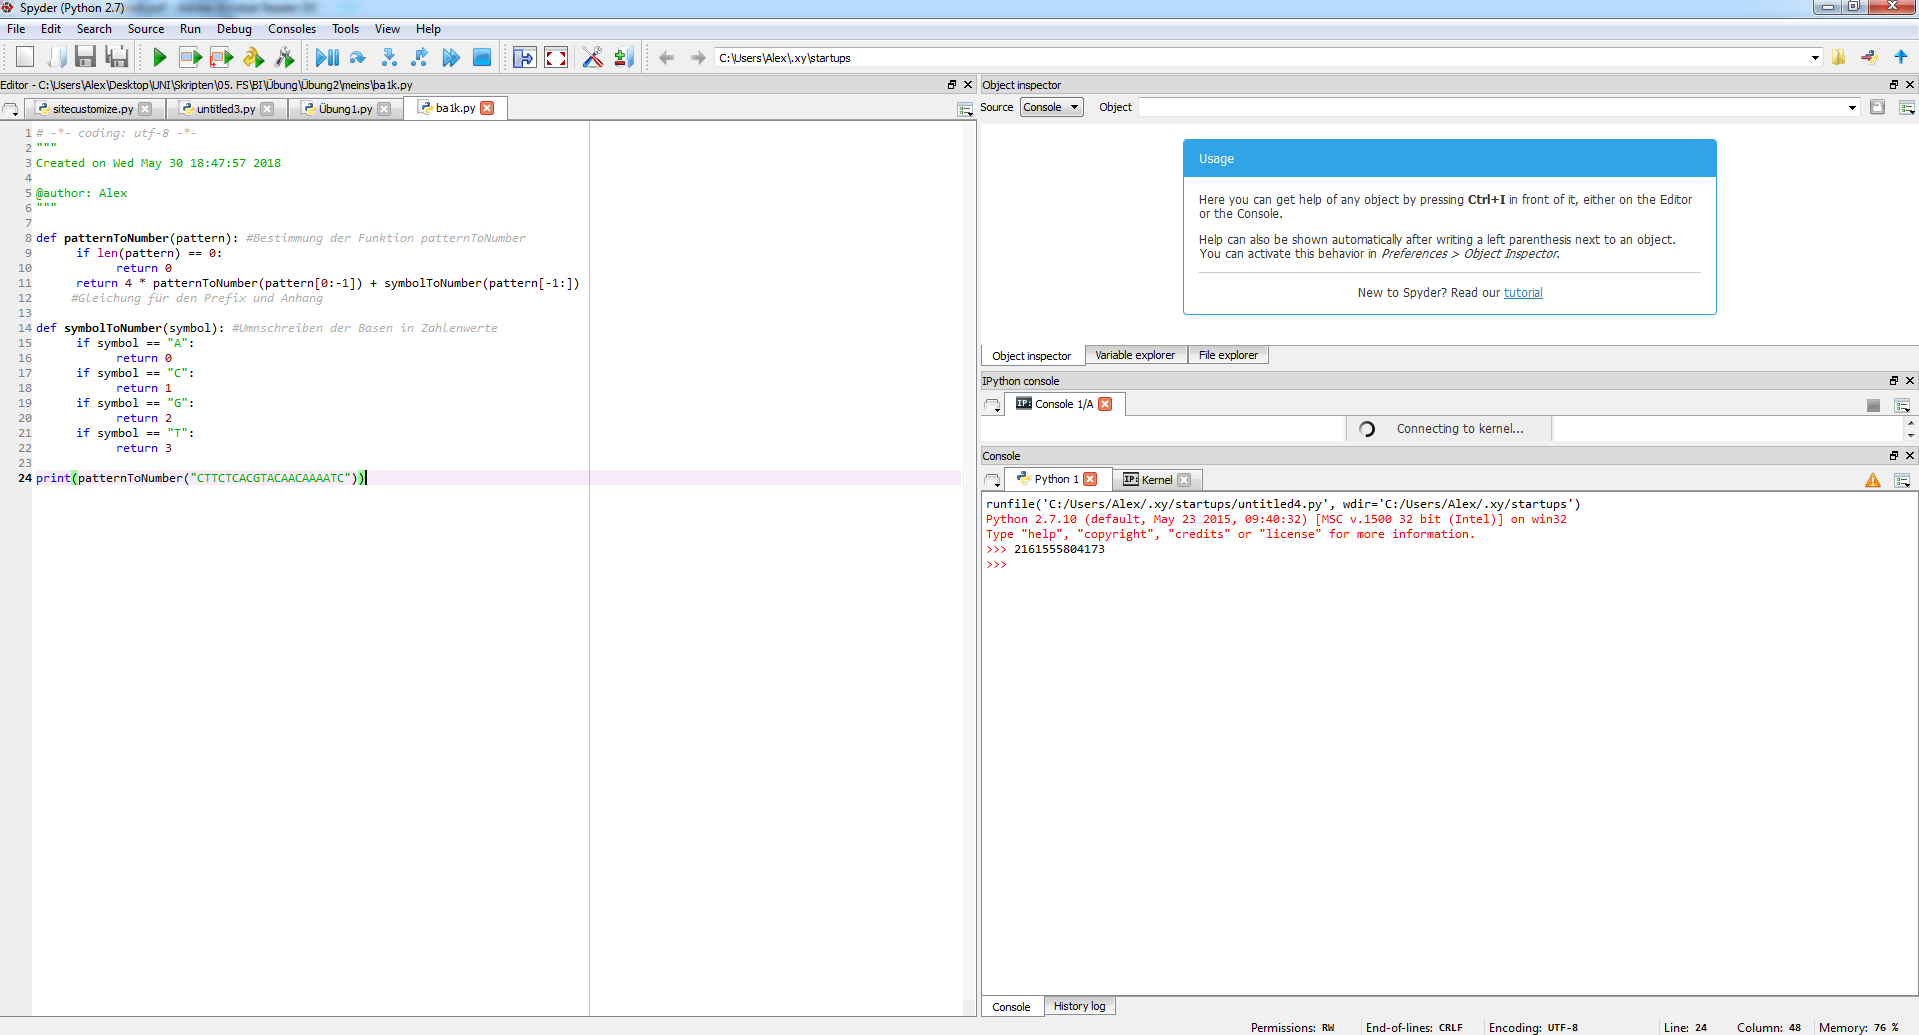 Spyder (Python 2.7)
File Edit Search Source Run Debug Consoles Tools View Help
C:\Users\Alex\.xy\startups
Editor - C:\Users\Alex\Desktop\UNI\Skripten\05. FS\BI\Übung\Übung2\meins\ba1k.py
sitecustomize.py untitled3.py Übung1.py ba1k.py
1 # -*- coding: utf-8 -*-
2 """
3 Created on Wed May 30 18:47:57 2018
4
5 @author: Alex
6 """
7
8 def patternToNumber(pattern): #Bestimmung der Funktion patternToNumber
9 if len(pattern) == 0:
10 return 0
11 return 4 * patternToNumber(pattern[0:-1]) + symbolToNumber(pattern[-1:])
12 #Gleichung für den Prefix und Anhang
13
14 def symbolToNumber(symbol): #Umnschreiben der Basen in Zahlenwerte
15 if symbol == "A":
16 return 0
17 if symbol == "C":
18 return 1
19 if symbol == "G":
20 return 2
21 if symbol == "T":
22 return 3
23
24 print(patternToNumber("CTTCTCACGTACAACAAAATC"))
Object inspector
Source Console Object
Usage
Here you can get help of any object by pressing Ctrl+I in front of it, either on the Editor
or the Console.
Help can also be shown automatically after writing a left parenthesis next to an object.
You can activate this behavior in Preferences > Object Inspector.
New to Spyder? Read our tutorial
Object inspector Variable explorer File explorer
IPython console
IP: Console 1/A
Connecting to kernel...
Console
Python 1 IP: Kernel
runfile('C:/Users/Alex/.xy/startups/untitled4.py', wdir='C:/Users/Alex/.xy/startups')
Python 2.7.10 (default, May 23 2015, 09:40:32) [MSC v.1500 32 bit (Intel)] on win32
Type "help", "copyright", "credits" or "license" for more information.
>>> 2161555804173
>>>
Console History log
Permissions: RW End-of-lines: CRLF Encoding: UTF-8 Line: 24 Column: 48 Memory: 76 %